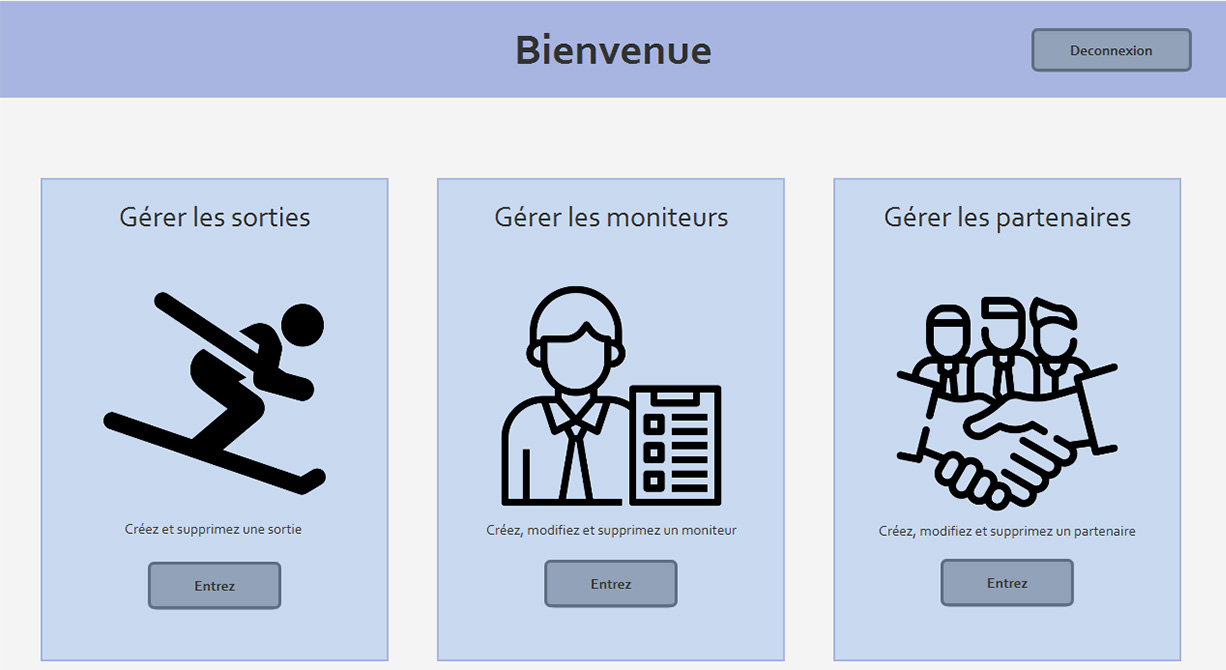 Bienvenue
Deconnexion
Gérer les sorties
Créez et supprimez une sortie
Entrez
Gérer les moniteurs
Créez, modifiez et supprimez un moniteur
Entrez
Gérer les partenaires
Créez, modifiez et supprimez un partenaire
Entrez